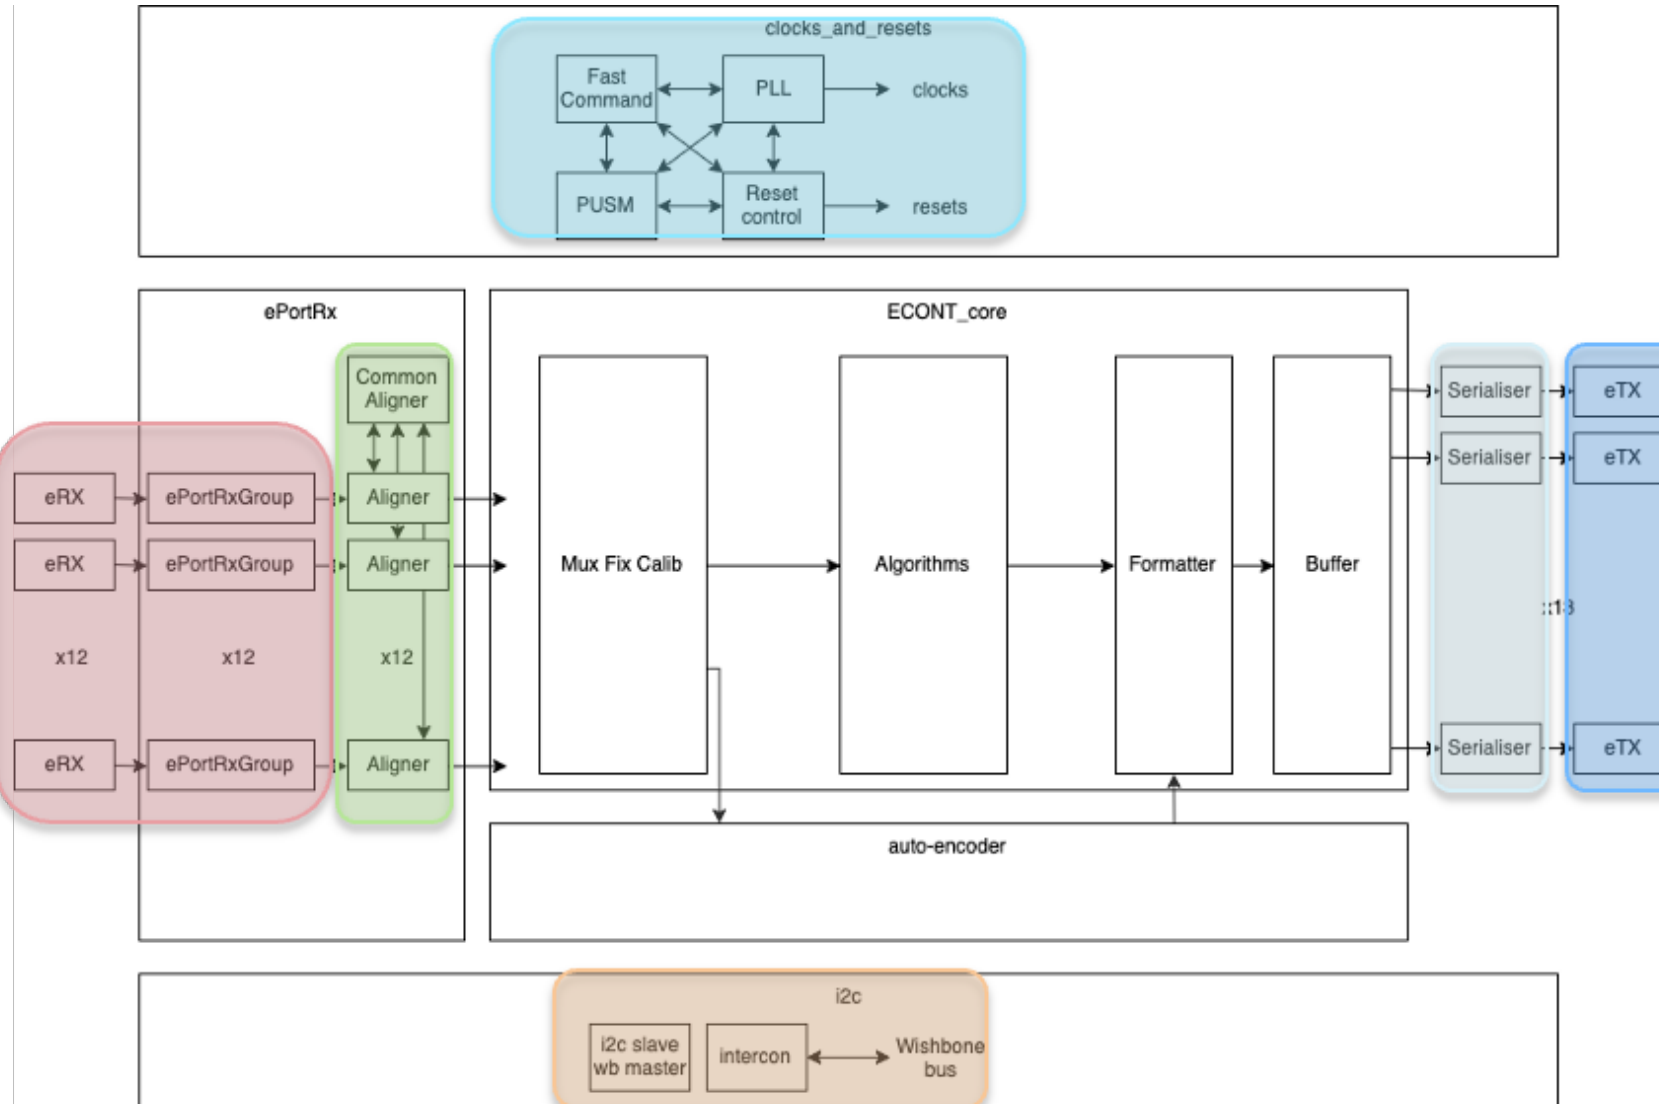 clocks_and_resets
Fast
Command
PLL
clocks
PUSM
Reset
control
resets
ePortRx
ECONT_core
Common
Aligner
Serialiser
eTX
Serialiser
eTX
eRX
ePortRxGroup
Aligner
eRX
ePortRxGroup
Aligner
Mux Fix Calib
Algorithms
Formatter
Buffer
x12
x12
x12
eRX
ePortRxGroup
Aligner
Serialiser
eTX
auto-encoder
i2c
i2c slave
wb master
intercon
Wishbone
bus